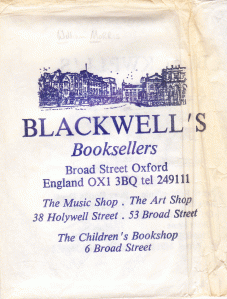 BLACKWELL'S
Booksellers
Broad Street Oxford
England OX1 3BQ tel 249111
The Music Shop . The Art Shop
38 Holywell Street . 53 Broad Street
The Children's Bookshop
6 Broad Street